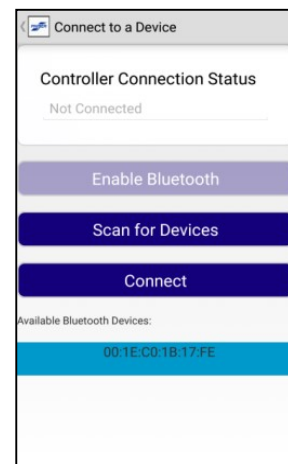 Connect to a Device
Controller Connection Status
Not Connected
Enable Bluetooth
Scan for Devices
Connect
Available Bluetooth Devices:
00:1E:C0:1B:17:FE